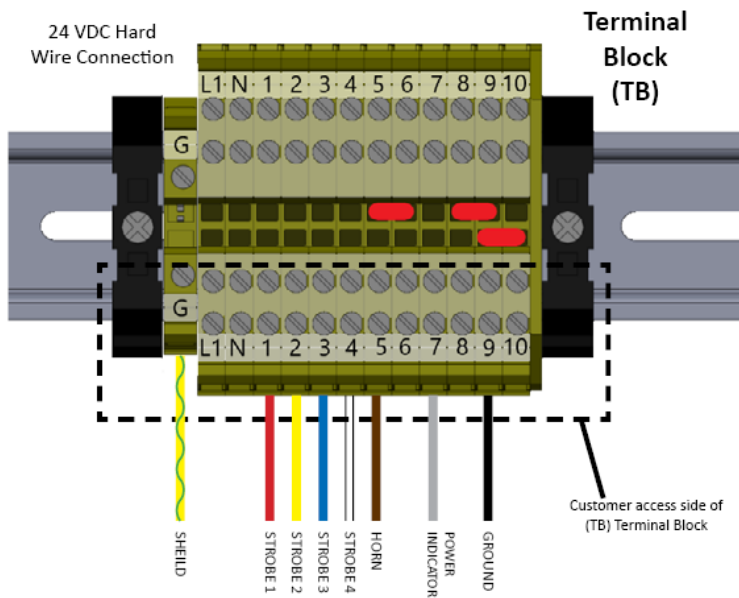 24 VDC Hard
Wire Connection
Terminal
Block
(TB)
L1 N 1 2 3 4 5 6 7 8 9 10
G
G
L1 N 1 2 3 4 5 6 7 8 9 10
Customer access side of
(TB) Terminal Block
SHEILD
STROBE 1
STROBE 2
STROBE 3
STROBE 4
HORN
POWER
INDICATOR
GROUND